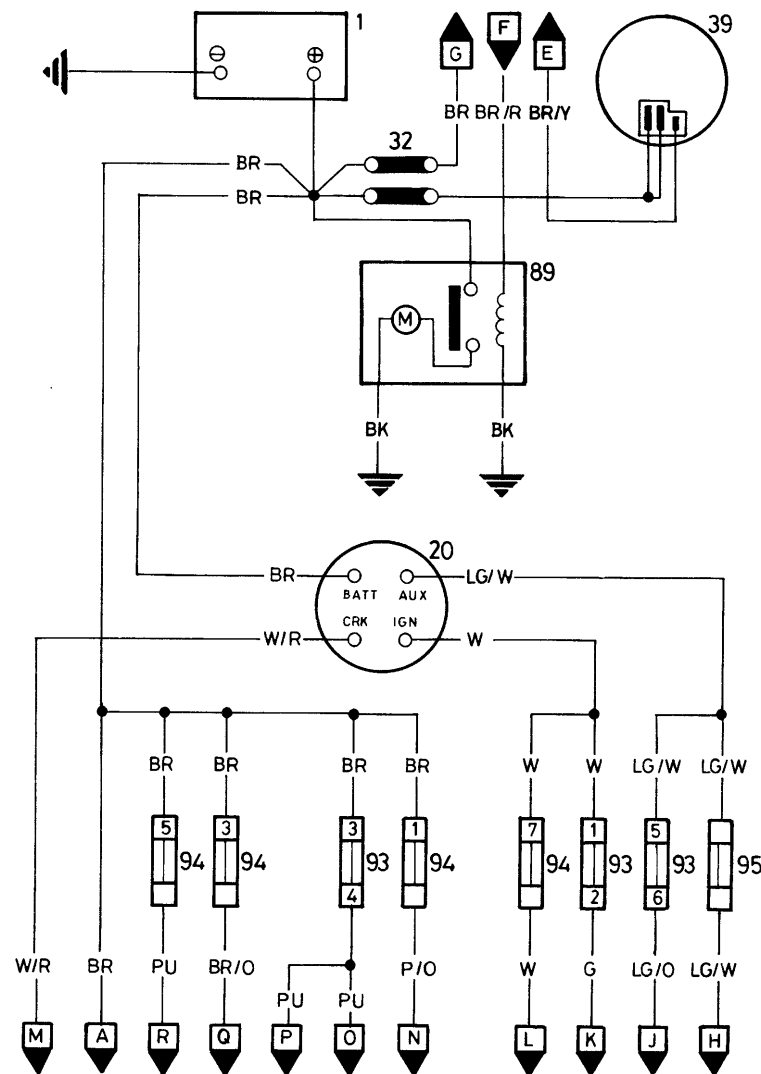 1
39
G F E
⊖ ⊕
BR BR/R BR/Y
32
BR
BR
89
M
BK BK
20
BR LG/W
BATT AUX
CRK IGN
W/R W
BR BR BR BR W W LG/W LG/W
5 3 3 1 7 1 5
94 94 93 94 94 93 93 95
4 2 6
W/R BR PU BR/O P/O W G LG/O LG/W
PU PU
M A R Q P O N L K J H